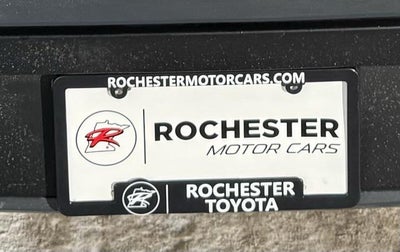 ROCHESTERMOTORCARS.COM
R
ROCHESTER
MOTOR CARS
R
ROCHESTER
TOYOTA